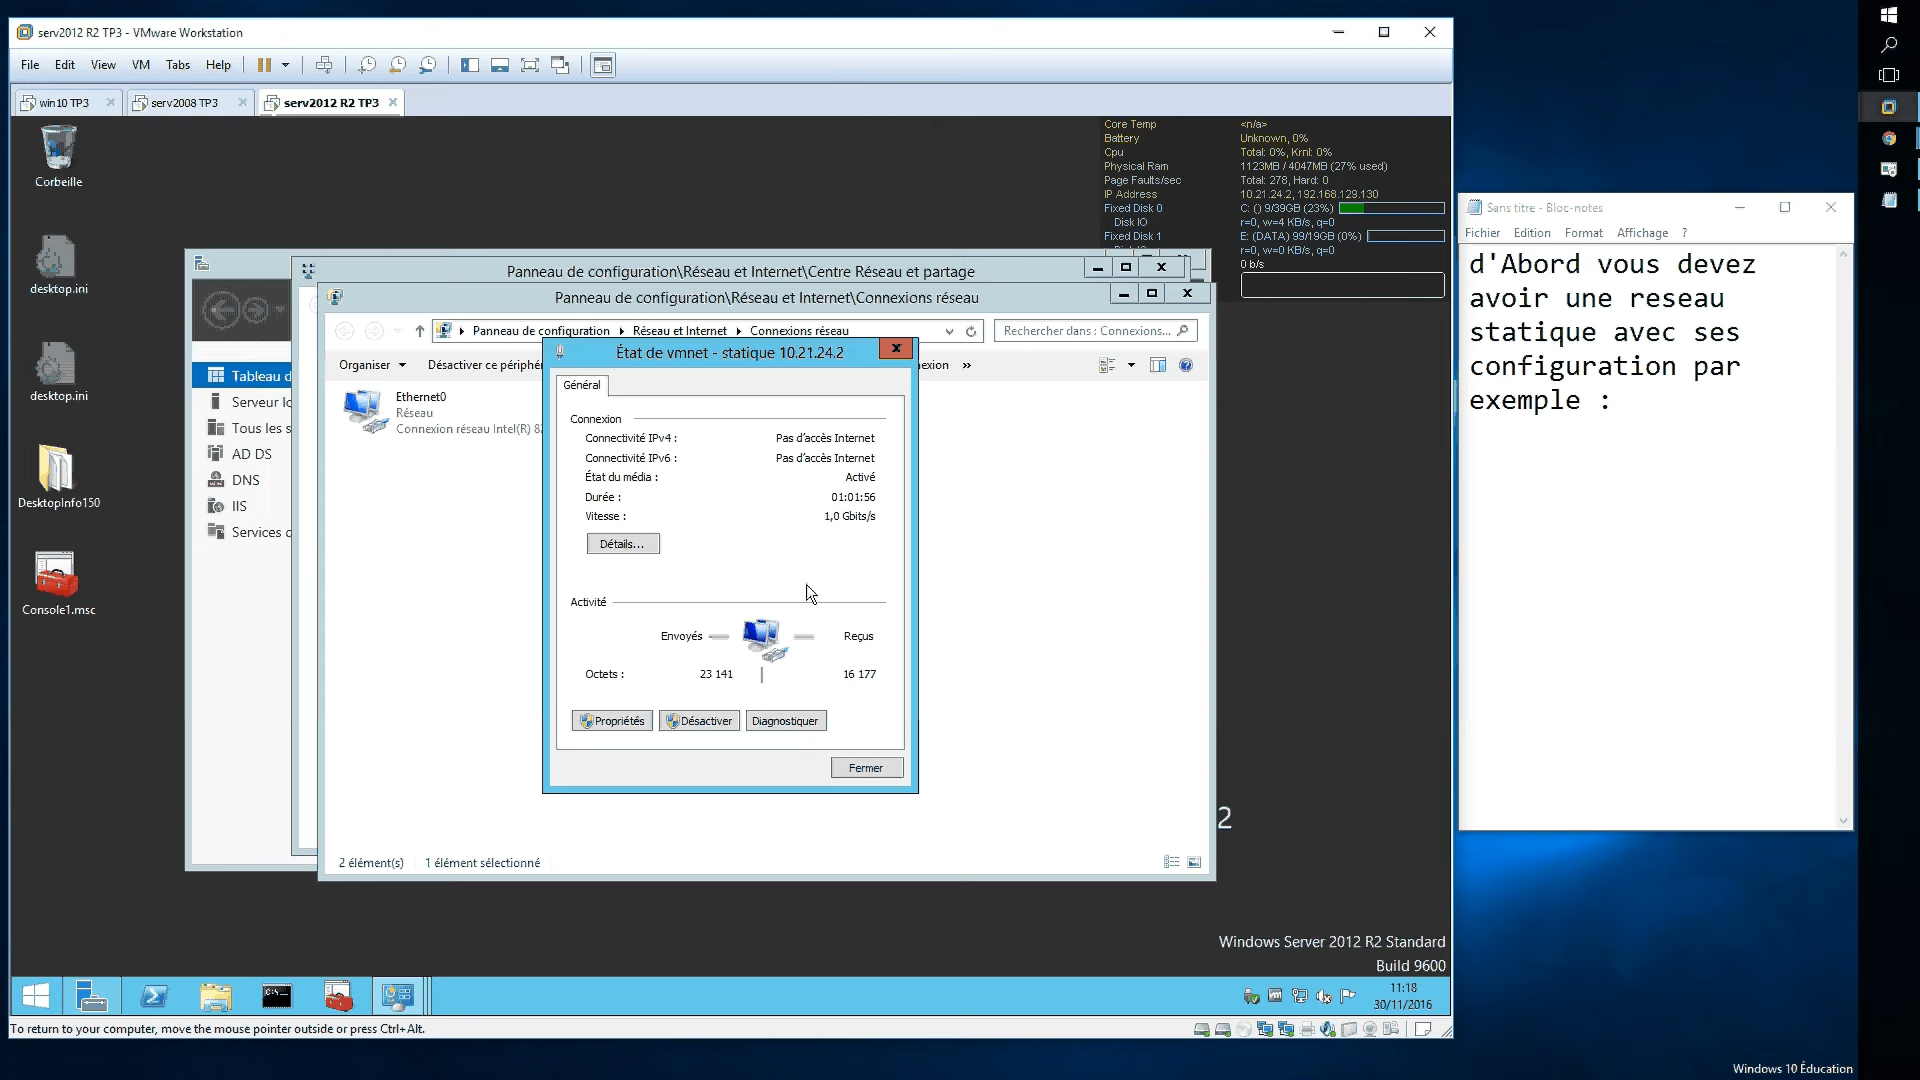 serv2012 R2 TP3 - VMware Workstation
File Edit View VM Tabs Help
win10 TP3 serv2008 TP3 serv2012 R2 TP3
Corbeille
desktop.ini
desktop.ini
DesktopInfo150
Console1.msc
Core Temp <n/a>
Battery Unknown, 0%
Cpu Total: 0%, Krnl: 0%
Physical Ram 1123MB / 4047MB (27% used)
Page Faults/sec Total: 278, Hard: 0
IP Address 10.21.24.2, 192.168.129.130
Fixed Disk 0 C: () 9/39GB (23%)
Disk IO r=0, w=4 KB/s, q=0
Fixed Disk 1 E: (DATA) 99/19GB (0%)
r=0, w=0 KB/s, q=0
0 b/s
Panneau de configuration\Réseau et Internet\Centre Réseau et partage
Panneau de configuration\Réseau et Internet\Connexions réseau
Panneau de configuration Réseau et Internet Connexions réseau
Rechercher dans : Connexions...
Organiser Désactiver ce périphér exion »
Tableau d
Serveur lo
Tous les s
AD DS
DNS
IIS
Services d
Ethernet0
Réseau
Connexion réseau Intel(R) 82
État de vmnet - statique 10.21.24.2
Général
Connexion
Connectivité IPv4 : Pas d'accès Internet
Connectivité IPv6 : Pas d'accès Internet
État du média : Activé
Durée : 01:01:56
Vitesse : 1,0 Gbits/s
Détails...
Activité
Envoyés Reçus
Octets : 23 141 16 177
Propriétés Désactiver Diagnostiquer
Fermer
2 élément(s) 1 élément sélectionné
2
Windows Server 2012 R2 Standard
Build 9600
11:18
30/11/2016
To return to your computer, move the mouse pointer outside or press Ctrl+Alt.
Sans titre - Bloc-notes
Fichier Edition Format Affichage ?
d'Abord vous devez
avoir une reseau
statique avec ses
configuration par
exemple :
Windows 10 Éducation